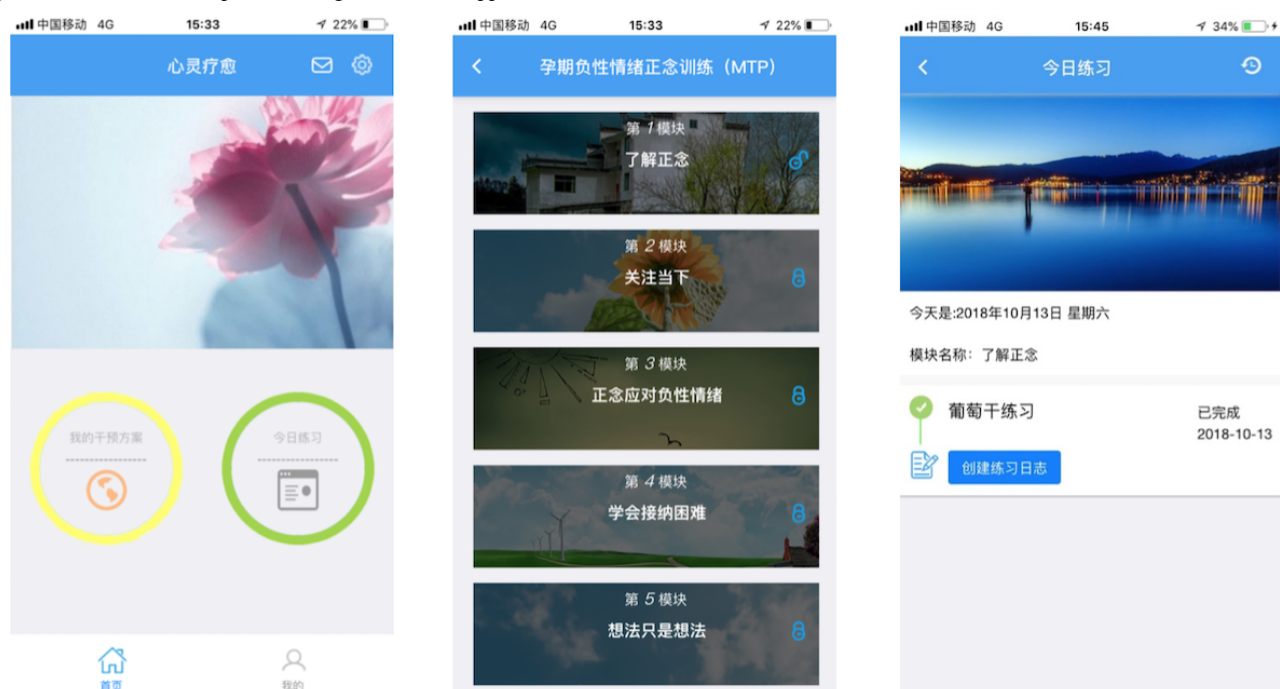 中国移动 4G 15:33 22%
心灵疗愈
我的干预方案
今日练习
首页
我的
中国移动 4G 15:33 22%
孕期负性情绪正念训练（MTP）
第 1 模块
了解正念
第 2 模块
关注当下
第 3 模块
正念应对负性情绪
第 4 模块
学会接纳困难
第 5 模块
想法只是想法
中国移动 4G 15:45 34%
今日练习
今天是:2018年10月13日 星期六
模块名称：了解正念
葡萄干练习
已完成
2018-10-13
创建练习日志